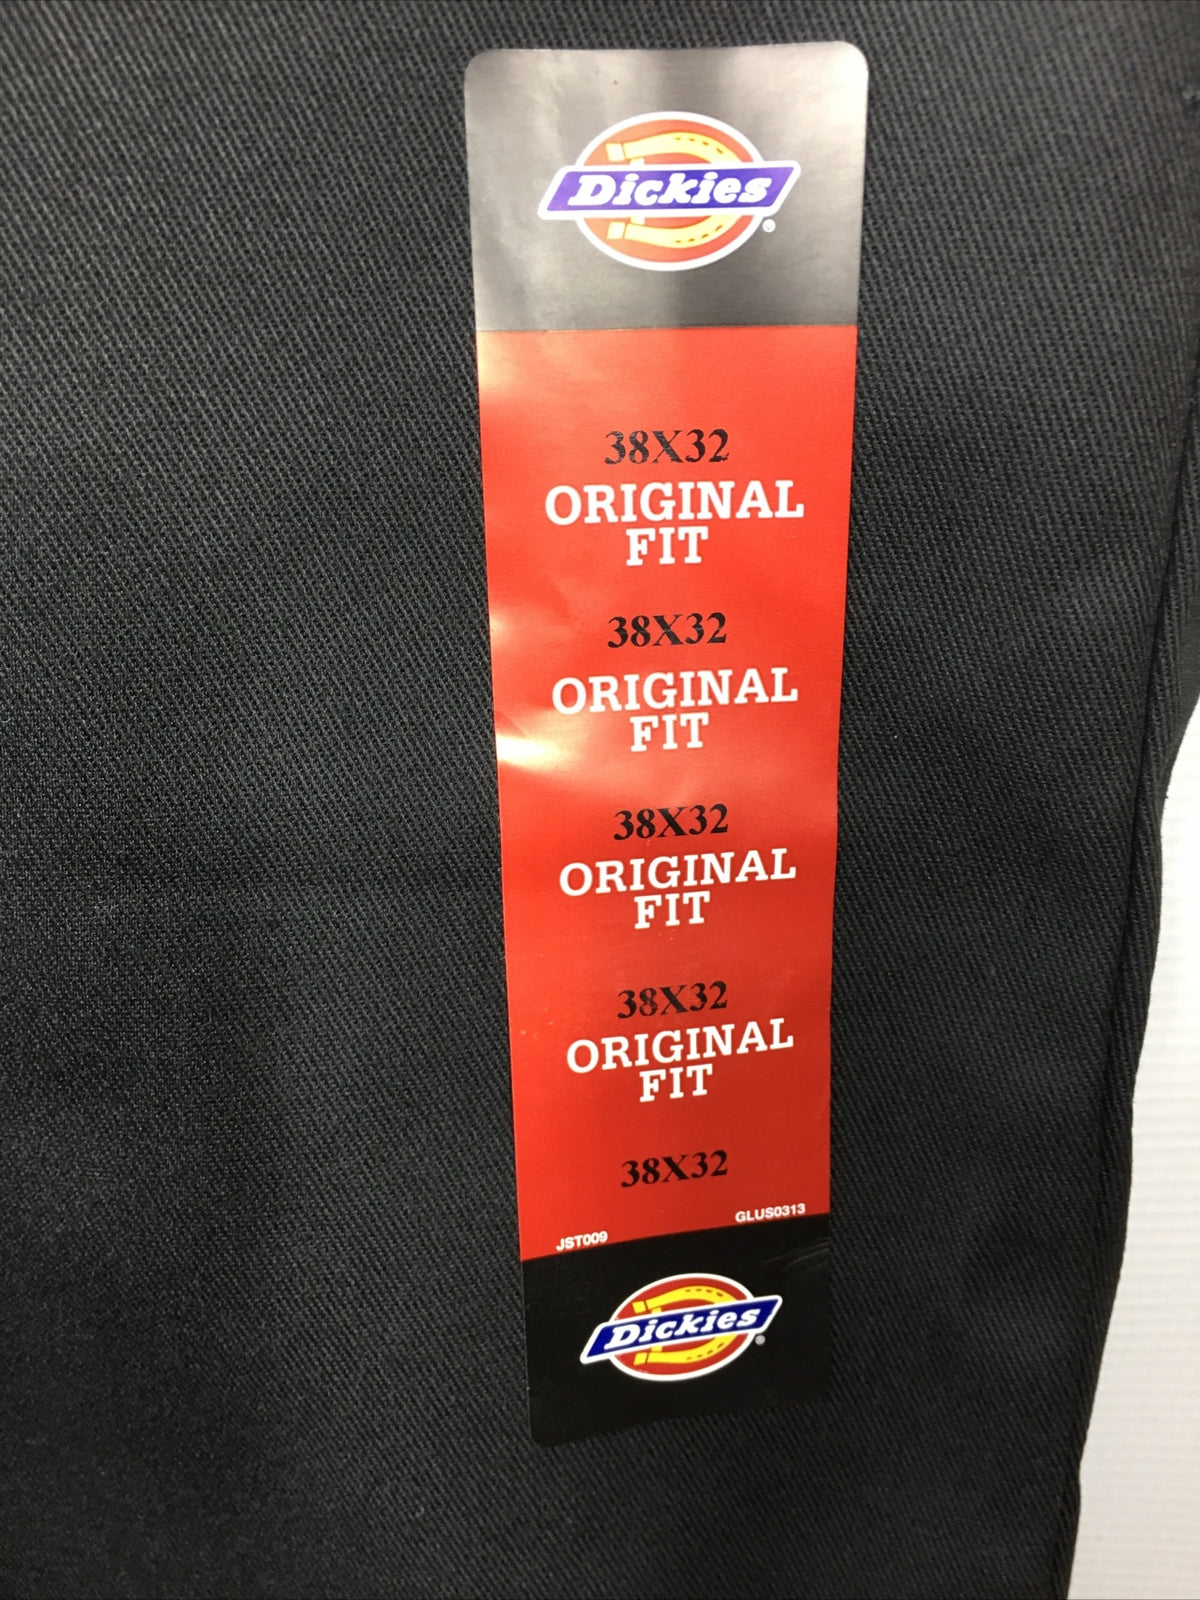 Dickies
®
38X32
ORIGINAL
FIT
38X32
ORIGINAL
FIT
38X32
ORIGINAL
FIT
38X32
ORIGINAL
FIT
38X32
JST009 GLUS0313
Dickies
®